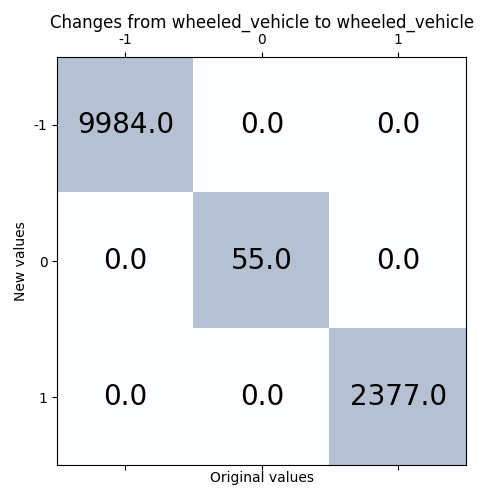 Changes from wheeled_vehicle to wheeled_vehicle
-1 0 1
-1 9984.0 0.0 0.0
New values
0 0.0 55.0 0.0
1 0.0 0.0 2377.0
Original values